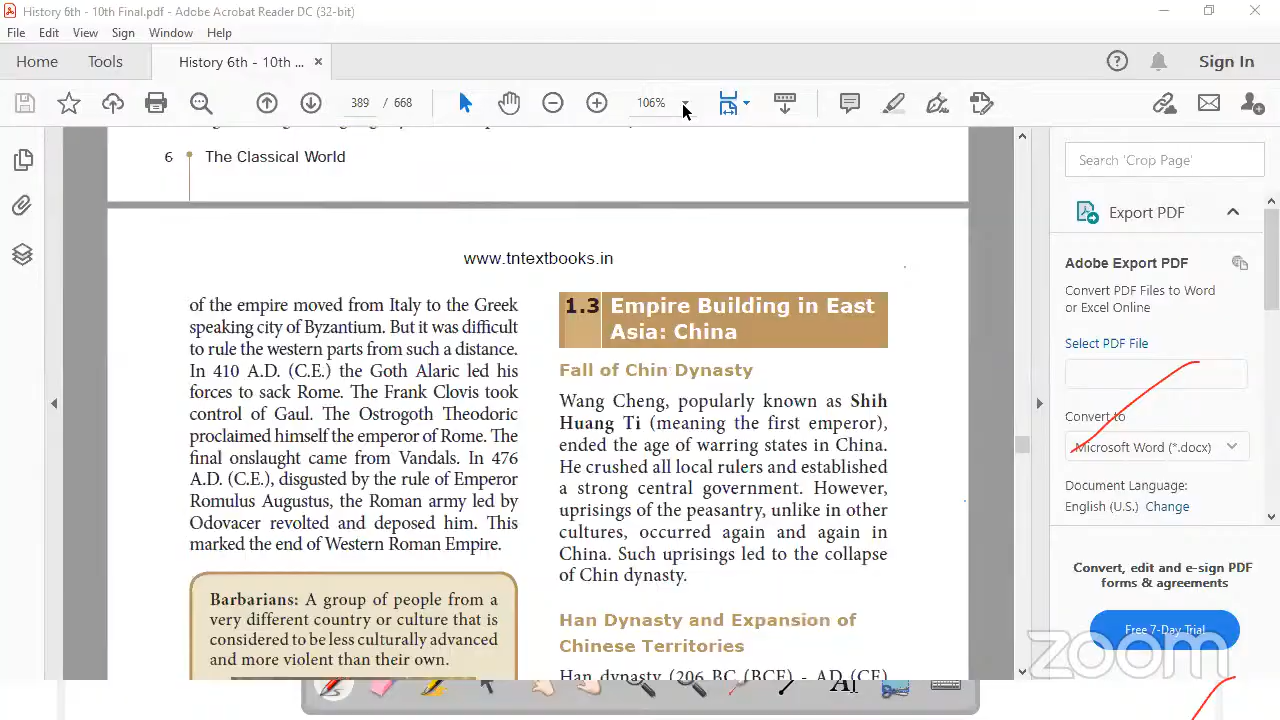 History 6th - 10th Final.pdf - Adobe Acrobat Reader DC (32-bit)
File Edit View Sign Window Help
Home Tools History 6th - 10th ... Sign In
389 / 668 106%
6 The Classical World
www.tntextbooks.in
of the empire moved from Italy to the Greek
speaking city of Byzantium. But it was difficult
to rule the western parts from such a distance.
In 410 A.D. (C.E.) the Goth Alaric led his
forces to sack Rome. The Frank Clovis took
control of Gaul. The Ostrogoth Theodoric
proclaimed himself the emperor of Rome. The
final onslaught came from Vandals. In 476
A.D. (C.E.), disgusted by the rule of Emperor
Romulus Augustus, the Roman army led by
Odovacer revolted and deposed him. This
marked the end of Western Roman Empire.
Barbarians: A group of people from a
very different country or culture that is
considered to be less culturally advanced
and more violent than their own.
1.3 Empire Building in East
Asia: China
Fall of Chin Dynasty
Wang Cheng, popularly known as Shih
Huang Ti (meaning the first emperor),
ended the age of warring states in China.
He crushed all local rulers and established
a strong central government. However,
uprisings of the peasantry, unlike in other
cultures, occurred again and again in
China. Such uprisings led to the collapse
of Chin dynasty.
Han Dynasty and Expansion of
Chinese Territories
Han dynasty (206 BC (BCE) - AD (CE)
Search 'Crop Page'
Export PDF
Adobe Export PDF
Convert PDF Files to Word
or Excel Online
Select PDF File
Convert to
Microsoft Word (*.docx)
Document Language:
English (U.S.) Change
Convert, edit and e-sign PDF
forms & agreements
Free 7-Day Trial
zoom
A